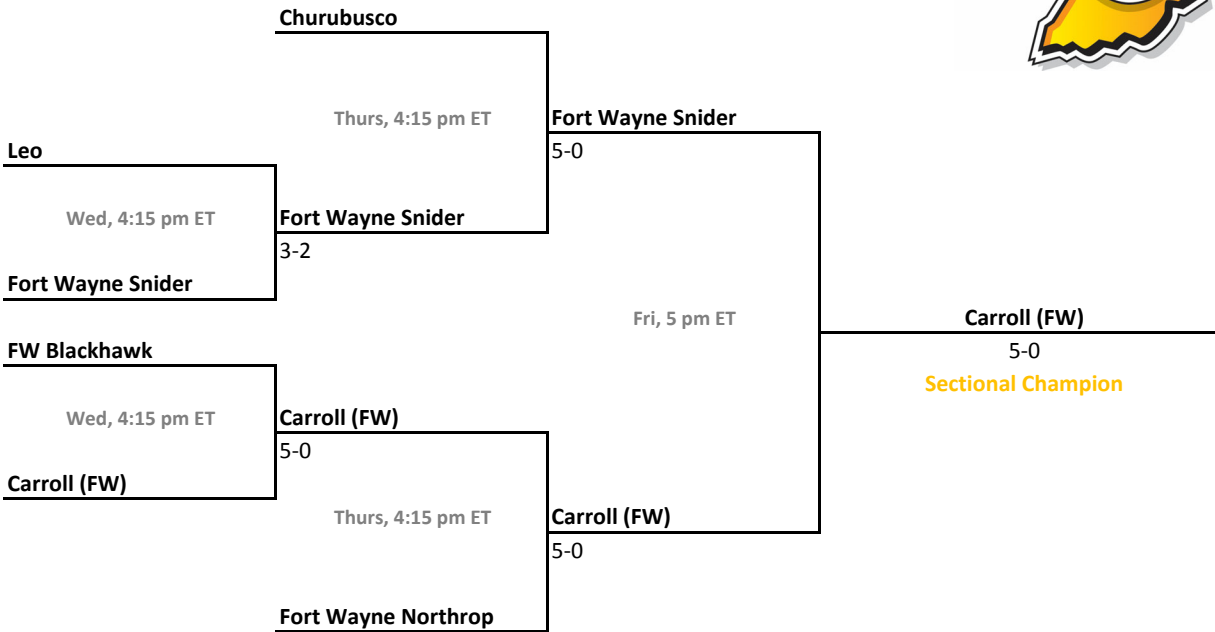 Churubusco
Thurs, 4:15 pm ET
Fort Wayne Snider
Leo
5-0
Wed, 4:15 pm ET
Fort Wayne Snider
3-2
Fort Wayne Snider
Fri, 5 pm ET
Carroll (FW)
FW Blackhawk
5-0
Sectional Champion
Wed, 4:15 pm ET
Carroll (FW)
5-0
Carroll (FW)
Thurs, 4:15 pm ET
Carroll (FW)
5-0
Fort Wayne Northrop